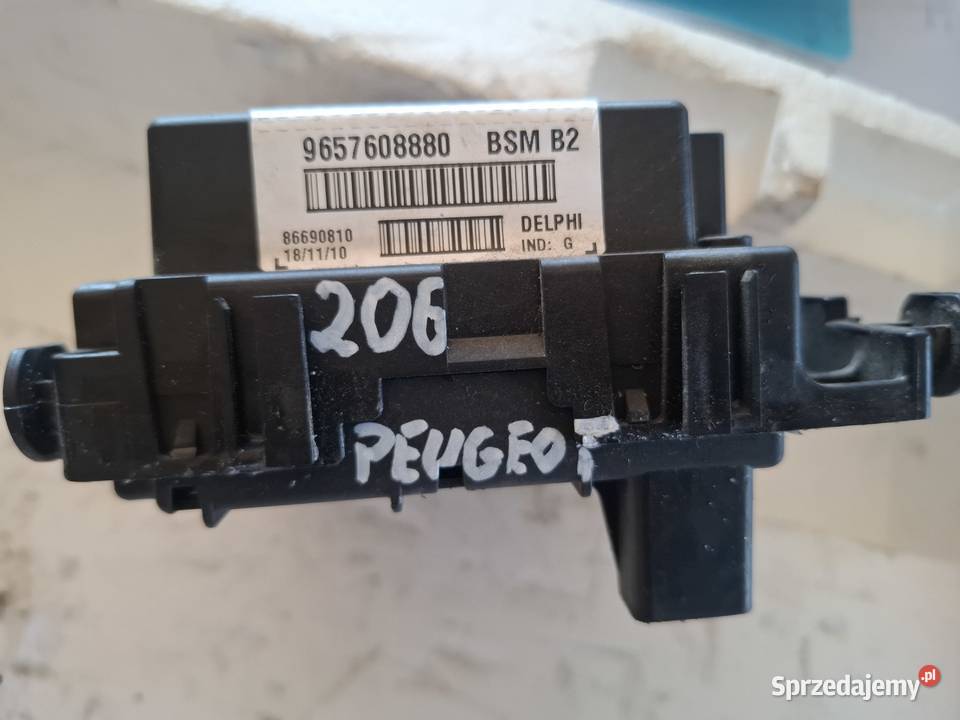 9657608880 BSM B2
86690810 DELPHI
18/11/10 IND: G
206
PEUGEOT
Sprzedajemy.pl